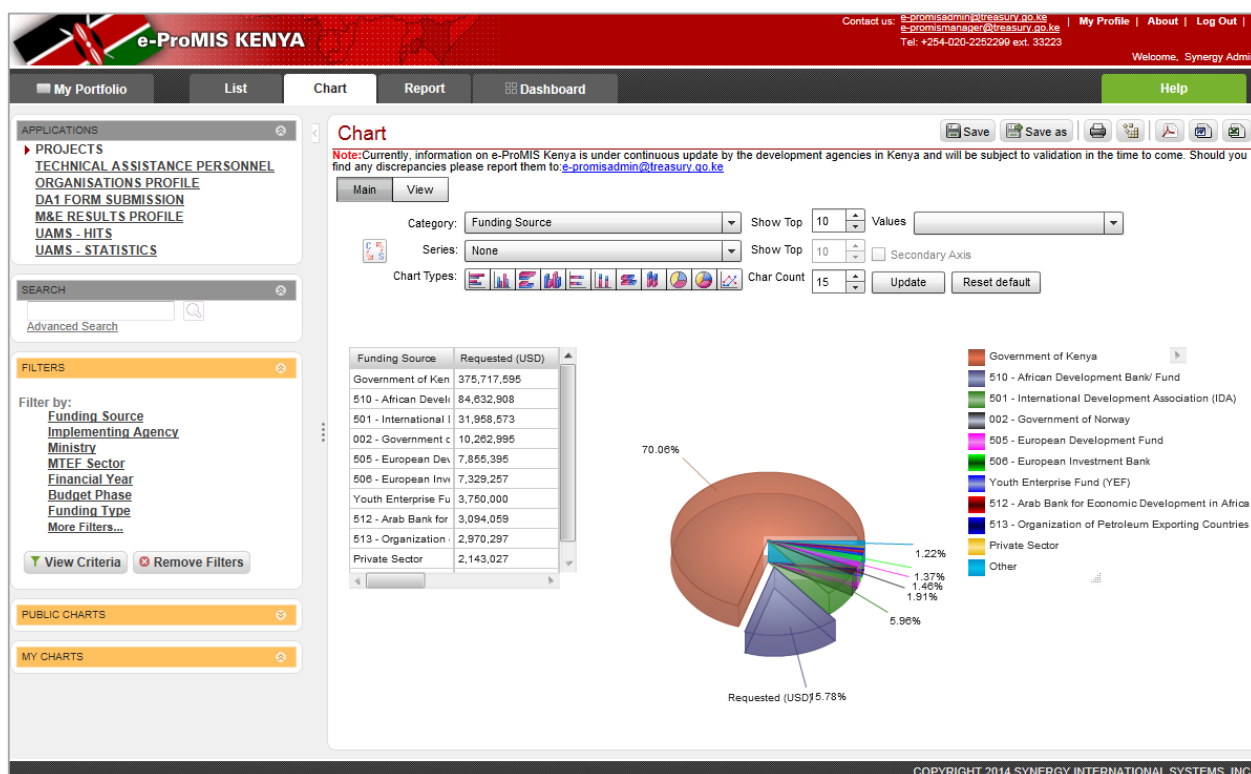 e-ProMIS KENYA
Contact us: e-promisadmin@treasury.go.ke
e-promismanager@treasury.go.ke
Tel: +254-020-2252299 ext. 33223
| My Profile | About | Log Out |
Welcome, Synergy Admi
My Portfolio List Chart Report Dashboard Help
APPLICATIONS
PROJECTS
TECHNICAL ASSISTANCE PERSONNEL
ORGANISATIONS PROFILE
DA1 FORM SUBMISSION
M&E RESULTS PROFILE
UAMS - HITS
UAMS - STATISTICS
SEARCH
Advanced Search
FILTERS
Filter by:
Funding Source
Implementing Agency
Ministry
MTEF Sector
Financial Year
Budget Phase
Funding Type
More Filters...
View Criteria Remove Filters
PUBLIC CHARTS
MY CHARTS
Chart
Save Save as
Note:Currently, information on e-ProMIS Kenya is under continuous update by the development agencies in Kenya and will be subject to validation in the time to come. Should you
find any discrepancies please report them to:e-promisadmin@treasury.go.ke
Main View
Category: Funding Source Show Top 10 Values
Series: None Show Top 10 Secondary Axis
Chart Types: Char Count 15 Update Reset default
Funding Source Requested (USD)
Government of Ken 375,717,595
510 - African Devel 84,632,908
501 - International 31,958,573
002 - Government c 10,262,995
505 - European Dev 7,855,395
506 - European Inv 7,329,257
Youth Enterprise Fu 3,750,000
512 - Arab Bank for 3,094,059
513 - Organization 2,970,297
Private Sector 2,143,027
70.06%
1.22%
1.37%
1.46%
1.91%
5.96%
Requested (USD) 15.78%
Government of Kenya
510 - African Development Bank/ Fund
501 - International Development Association (IDA)
002 - Government of Norway
505 - European Development Fund
506 - European Investment Bank
Youth Enterprise Fund (YEF)
512 - Arab Bank for Economic Development in Africa
513 - Organization of Petroleum Exporting Countries
Private Sector
Other
COPYRIGHT 2014 SYNERGY INTERNATIONAL SYSTEMS, INC